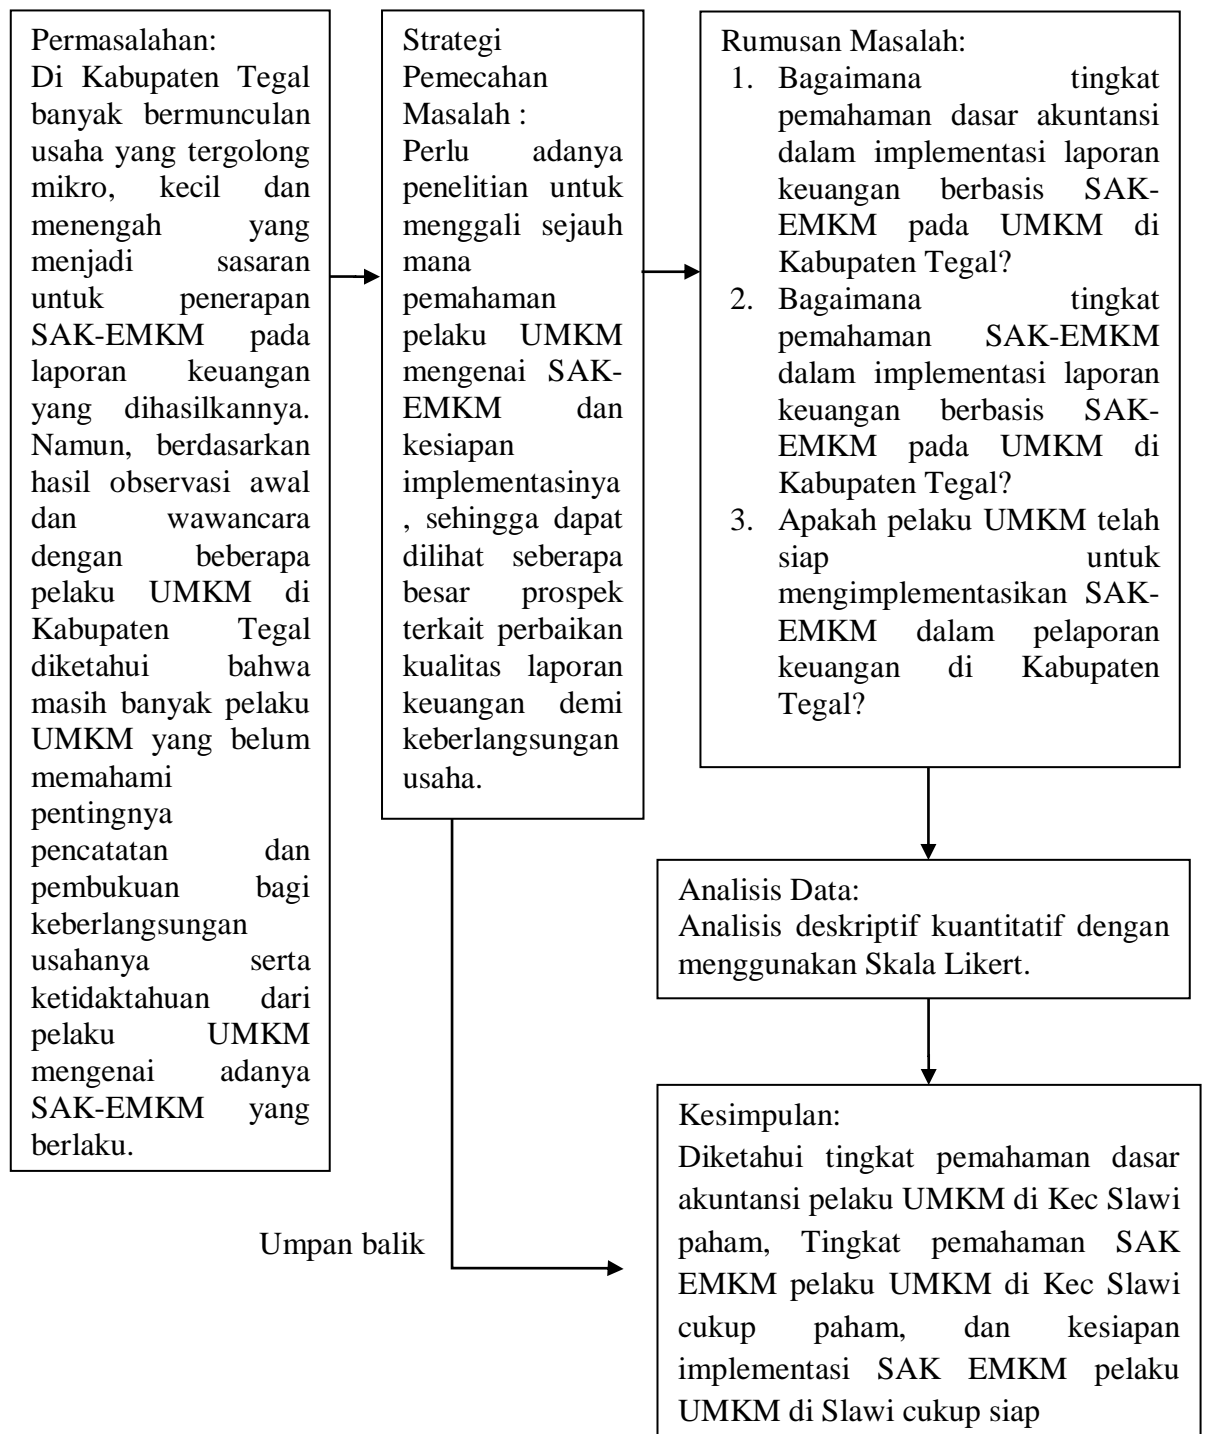 Permasalahan:
Di Kabupaten Tegal
banyak bermunculan
usaha yang tergolong
mikro, kecil dan
menengah yang
menjadi sasaran
untuk penerapan
SAK-EMKM pada
laporan keuangan
yang dihasilkannya.
Namun, berdasarkan
hasil observasi awal
dan wawancara
dengan beberapa
pelaku UMKM di
Kabupaten Tegal
diketahui bahwa
masih banyak pelaku
UMKM yang belum
memahami
pentingnya
pencatatan dan
pembukuan bagi
keberlangsungan
usahanya serta
ketidaktahuan dari
pelaku UMKM
mengenai adanya
SAK-EMKM yang
berlaku.
Strategi
Pemecahan
Masalah :
Perlu adanya
penelitian untuk
menggali sejauh
mana
pemahaman
pelaku UMKM
mengenai SAK-
EMKM dan
kesiapan
implementasinya
, sehingga dapat
dilihat seberapa
besar prospek
terkait perbaikan
kualitas laporan
keuangan demi
keberlangsungan
usaha.
Rumusan Masalah:
1. Bagaimana tingkat
pemahaman dasar akuntansi
dalam implementasi laporan
keuangan berbasis SAK-
EMKM pada UMKM di
Kabupaten Tegal?
2. Bagaimana tingkat
pemahaman SAK-EMKM
dalam implementasi laporan
keuangan berbasis SAK-
EMKM pada UMKM di
Kabupaten Tegal?
3. Apakah pelaku UMKM telah
siap untuk
mengimplementasikan SAK-
EMKM dalam pelaporan
keuangan di Kabupaten
Tegal?
Analisis Data:
Analisis deskriptif kuantitatif dengan
menggunakan Skala Likert.
Umpan balik
Kesimpulan:
Diketahui tingkat pemahaman dasar
akuntansi pelaku UMKM di Kec Slawi
paham, Tingkat pemahaman SAK
EMKM pelaku UMKM di Kec Slawi
cukup paham, dan kesiapan
implementasi SAK EMKM pelaku
UMKM di Slawi cukup siap